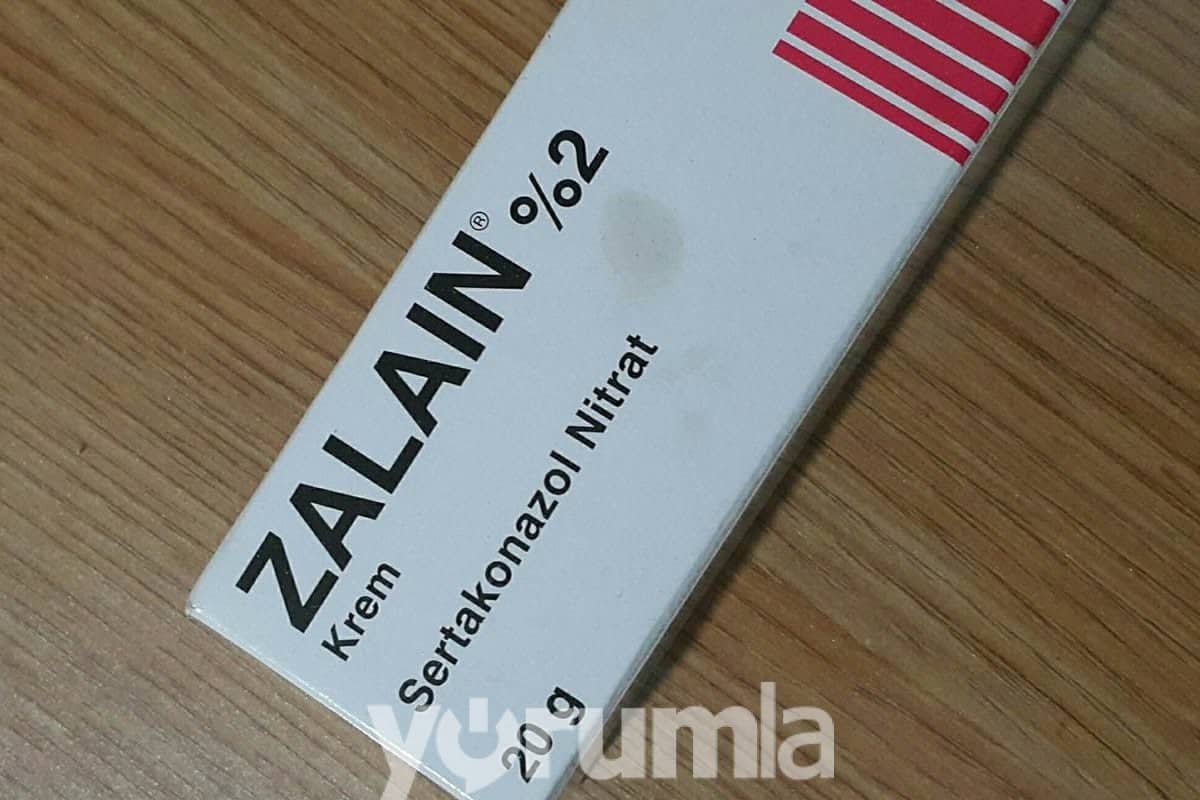 ZALAIN® %2
Krem
Sertakonazol Nitrat
20 g
yorumla